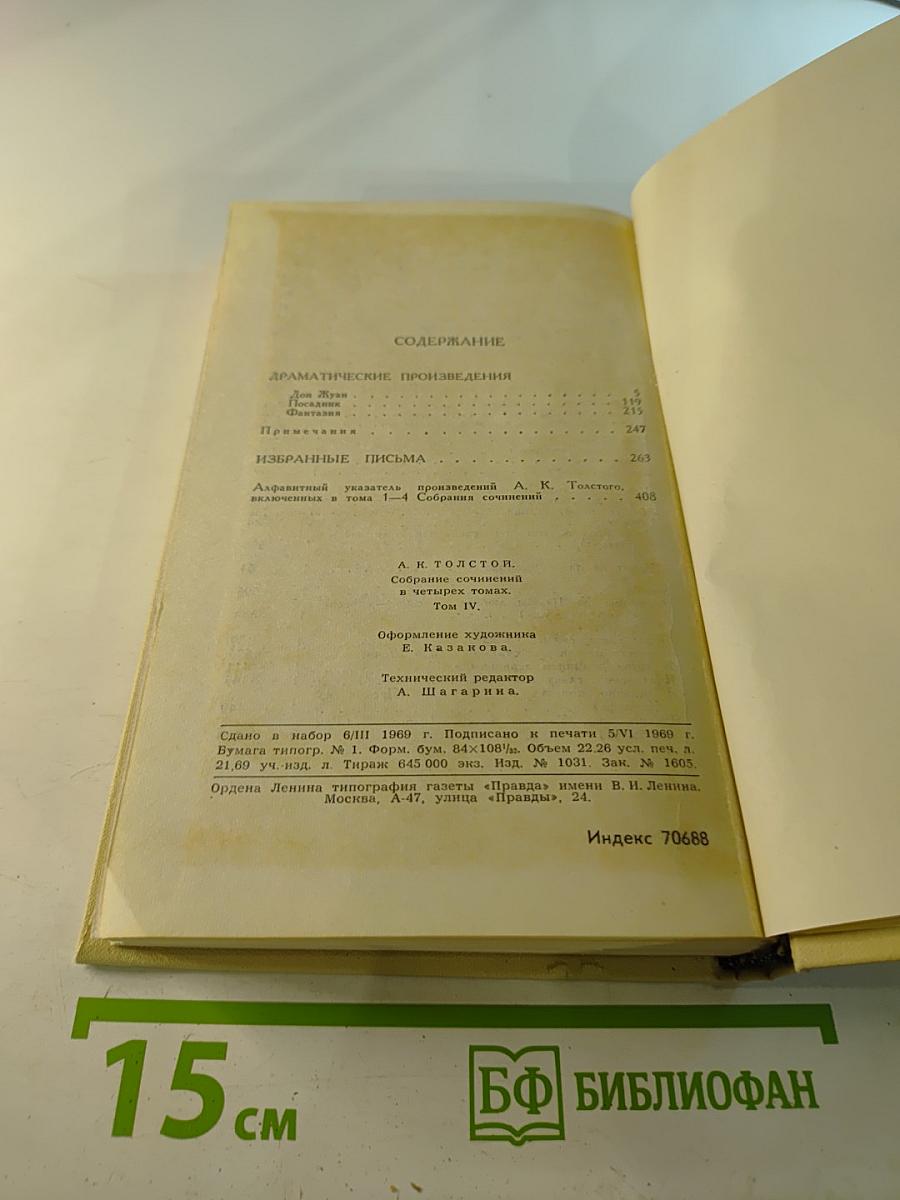 СОДЕРЖАНИЕ
ДРАМАТИЧЕСКИЕ ПРОИЗВЕДЕНИЯ
Дон Жуан . . . . . . . . . . . . . . . . . . 5
Посадник . . . . . . . . . . . . . . . . . . 119
Фантазия . . . . . . . . . . . . . . . . . . 215
Примечания . . . . . . . . . . . . . . . 247
ИЗБРАННЫЕ ПИСЬМА . . . . . . . . . . . . 263
Алфавитный указатель произведений А. К. Толстого,
включенных в тома 1—4 Собрания сочинений . . . . . 408
А. К. ТОЛСТОЙ.
Собрание сочинений
в четырех томах.
Том IV.
Оформление художника
Е. Казакова.
Технический редактор
А. Шагарина.
Сдано в набор 6/III 1969 г. Подписано к печати 5/VI 1969 г.
Бумага типогр. № 1. Форм. бум. 84×108¹/₃₂. Объем 22,26 усл. печ. л.
21,69 уч.-изд. л. Тираж 645 000 экз. Изд. № 1031. Зак. № 1605.
Ордена Ленина типография газеты «Правда» имени В. И. Ленина.
Москва, А-47, улица «Правды», 24.
Индекс 70688
15 см
БФ БИБЛИОФАН